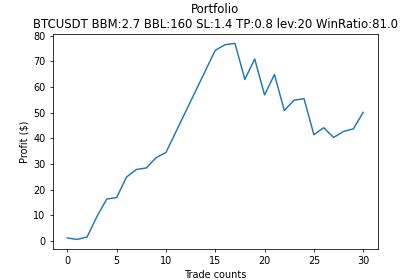 Portfolio
BTCUSDT BBM:2.7 BBL:160 SL:1.4 TP:0.8 lev:20 WinRatio:81.0
80
70
60
50
40
30
20
10
0
Profit ($)
0 5 10 15 20 25 30
Trade counts